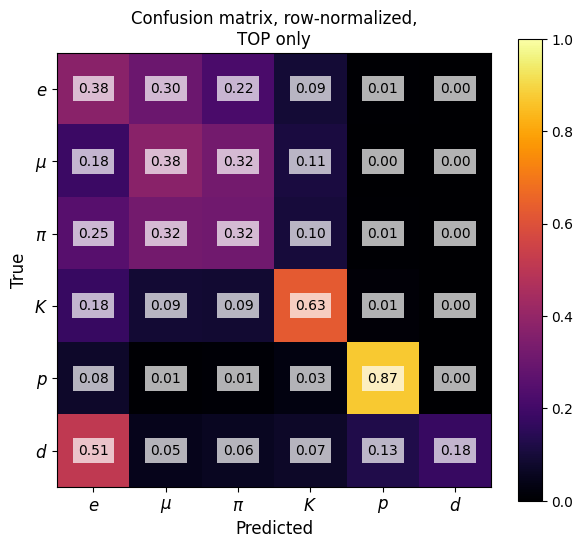 Confusion matrix, row-normalized,
TOP only
True
e 0.38 0.30 0.22 0.09 0.01 0.00
μ 0.18 0.38 0.32 0.11 0.00 0.00
π 0.25 0.32 0.32 0.10 0.01 0.00
K 0.18 0.09 0.09 0.63 0.01 0.00
p 0.08 0.01 0.01 0.03 0.87 0.00
d 0.51 0.05 0.06 0.07 0.13 0.18
e μ π K p d
Predicted
1.0
0.8
0.6
0.4
0.2
0.0